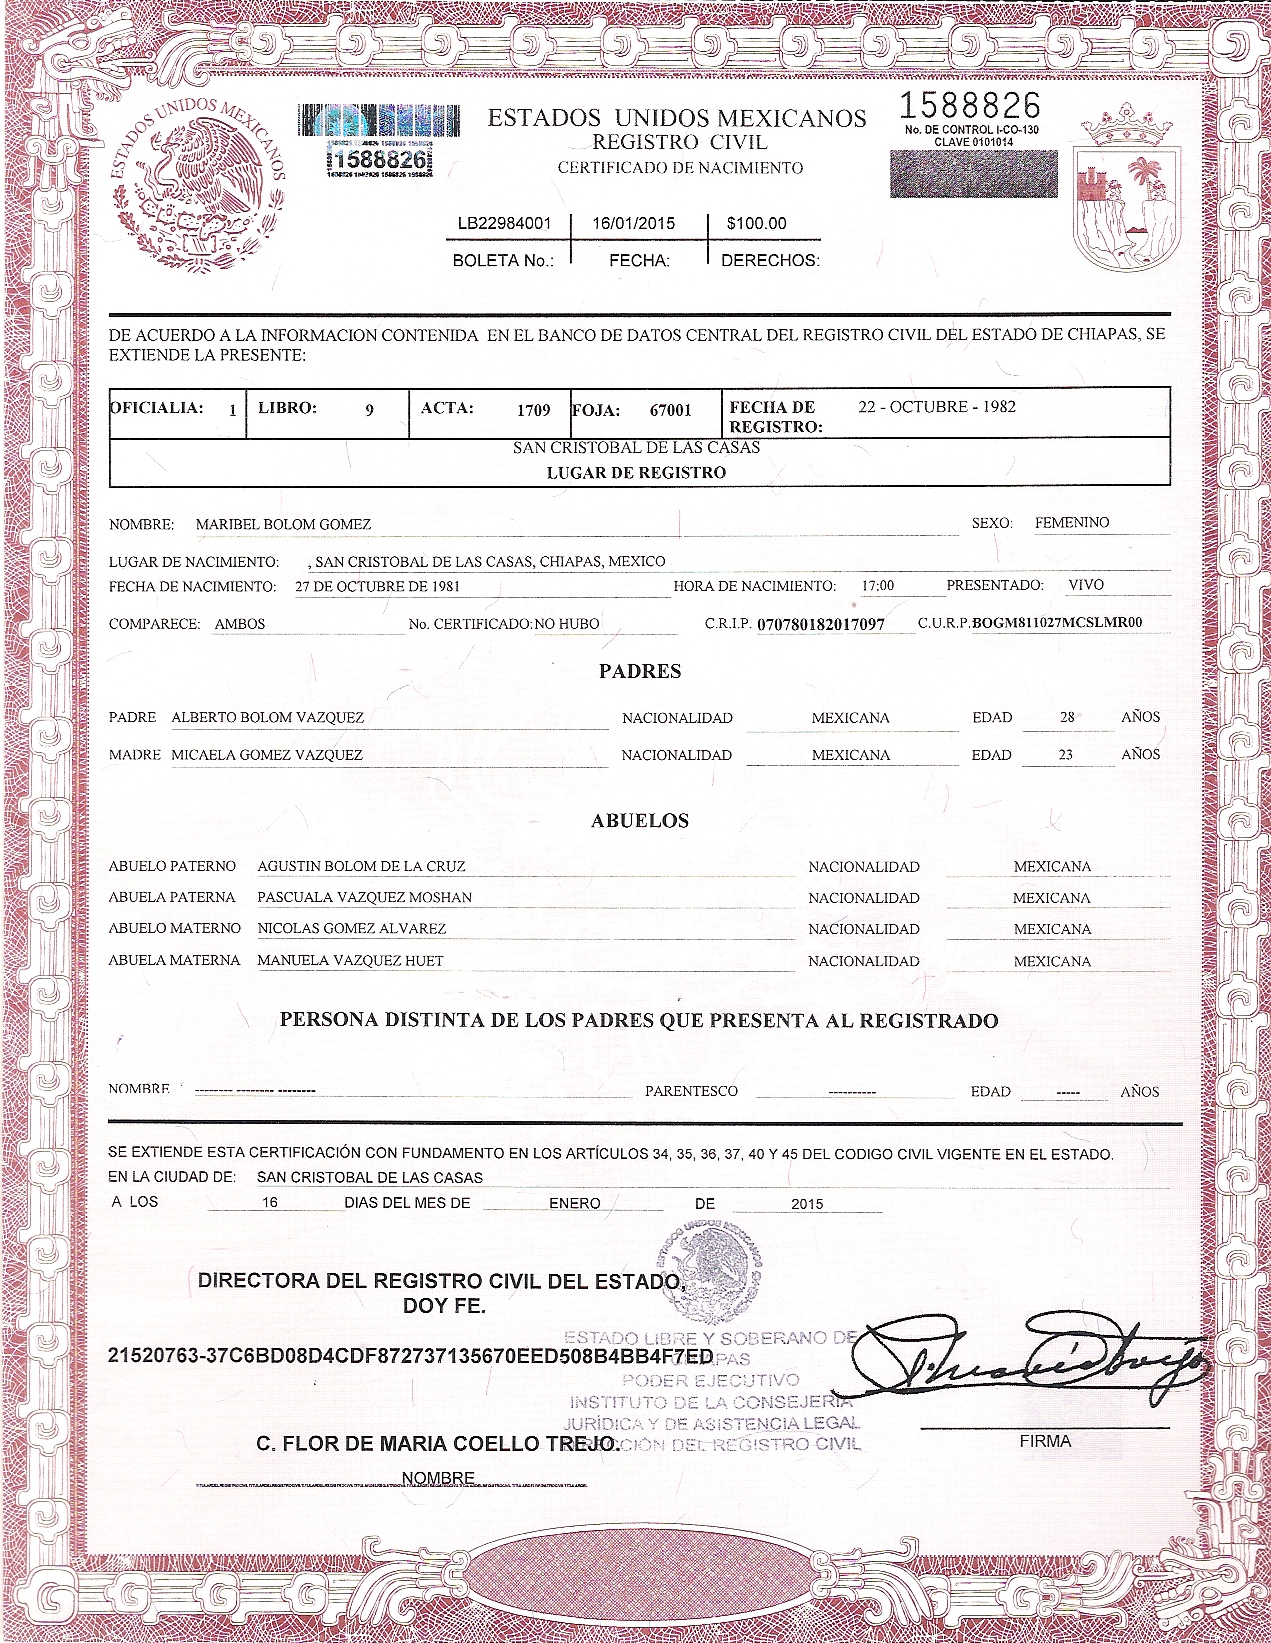 ESTADOS UNIDOS MEXICANOS
1588826
ESTADOS UNIDOS MEXICANOS
REGISTRO CIVIL
CERTIFICADO DE NACIMIENTO
1588826
No. DE CONTROL I-CO-130
CLAVE 0101014
LB22984001 16/01/2015 $100.00
BOLETA No.: FECHA: DERECHOS:
DE ACUERDO A LA INFORMACION CONTENIDA EN EL BANCO DE DATOS CENTRAL DEL REGISTRO CIVIL DEL ESTADO DE CHIAPAS, SE
EXTIENDE LA PRESENTE:
OFICIALIA: 1 LIBRO: 9 ACTA: 1709 FOJA: 67001 FECHA DE REGISTRO: 22 - OCTUBRE - 1982
SAN CRISTOBAL DE LAS CASAS
LUGAR DE REGISTRO
NOMBRE: MARIBEL BOLOM GOMEZ SEXO: FEMENINO
LUGAR DE NACIMIENTO: , SAN CRISTOBAL DE LAS CASAS, CHIAPAS, MEXICO
FECHA DE NACIMIENTO: 27 DE OCTUBRE DE 1981 HORA DE NACIMIENTO: 17:00 PRESENTADO: VIVO
COMPARECE: AMBOS No. CERTIFICADO: NO HUBO C.R.I.P. 070780182017097 C.U.R.P. BOGM811027MCSLMR00
PADRES
PADRE ALBERTO BOLOM VAZQUEZ NACIONALIDAD MEXICANA EDAD 28 AÑOS
MADRE MICAELA GOMEZ VAZQUEZ NACIONALIDAD MEXICANA EDAD 23 AÑOS
ABUELOS
ABUELO PATERNO AGUSTIN BOLOM DE LA CRUZ NACIONALIDAD MEXICANA
ABUELA PATERNA PASCUALA VAZQUEZ MOSHAN NACIONALIDAD MEXICANA
ABUELO MATERNO NICOLAS GOMEZ ALVAREZ NACIONALIDAD MEXICANA
ABUELA MATERNA MANUELA VAZQUEZ HUET NACIONALIDAD MEXICANA
PERSONA DISTINTA DE LOS PADRES QUE PRESENTA AL REGISTRADO
NOMBRE -------- -------- -------- PARENTESCO ---------- EDAD ----- AÑOS
SE EXTIENDE ESTA CERTIFICACIÓN CON FUNDAMENTO EN LOS ARTÍCULOS 34, 35, 36, 37, 40 Y 45 DEL CODIGO CIVIL VIGENTE EN EL ESTADO.
EN LA CIUDAD DE: SAN CRISTOBAL DE LAS CASAS
A LOS 16 DIAS DEL MES DE ENERO DE 2015
ESTADOS UNIDOS MEXICANOS
DIRECTORA DEL REGISTRO CIVIL DEL ESTADO,
DOY FE.
ESTADO LIBRE Y SOBERANO DE
CHIAPAS
21520763-37C6BD08D4CDF872737135670EED508B4BB4F7ED
PODER EJECUTIVO
INSTITUTO DE LA CONSEJERIA
JURÍDICA Y DE ASISTENCIA LEGAL
DIRECCIÓN DEL REGISTRO CIVIL
C. FLOR DE MARIA COELLO TREJO.
NOMBRE
FIRMA